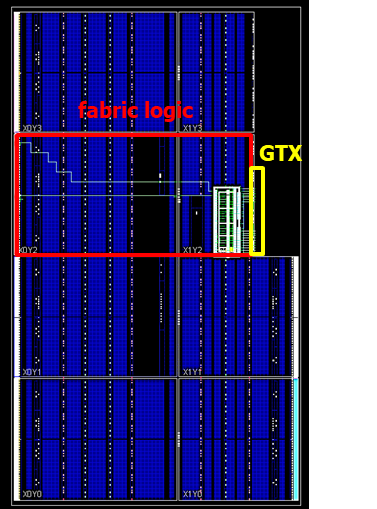 fabric logic
X0Y3
X1Y3
GTX
X0Y2
X1Y2
X0Y1
X1Y1
X0Y0
X1Y0